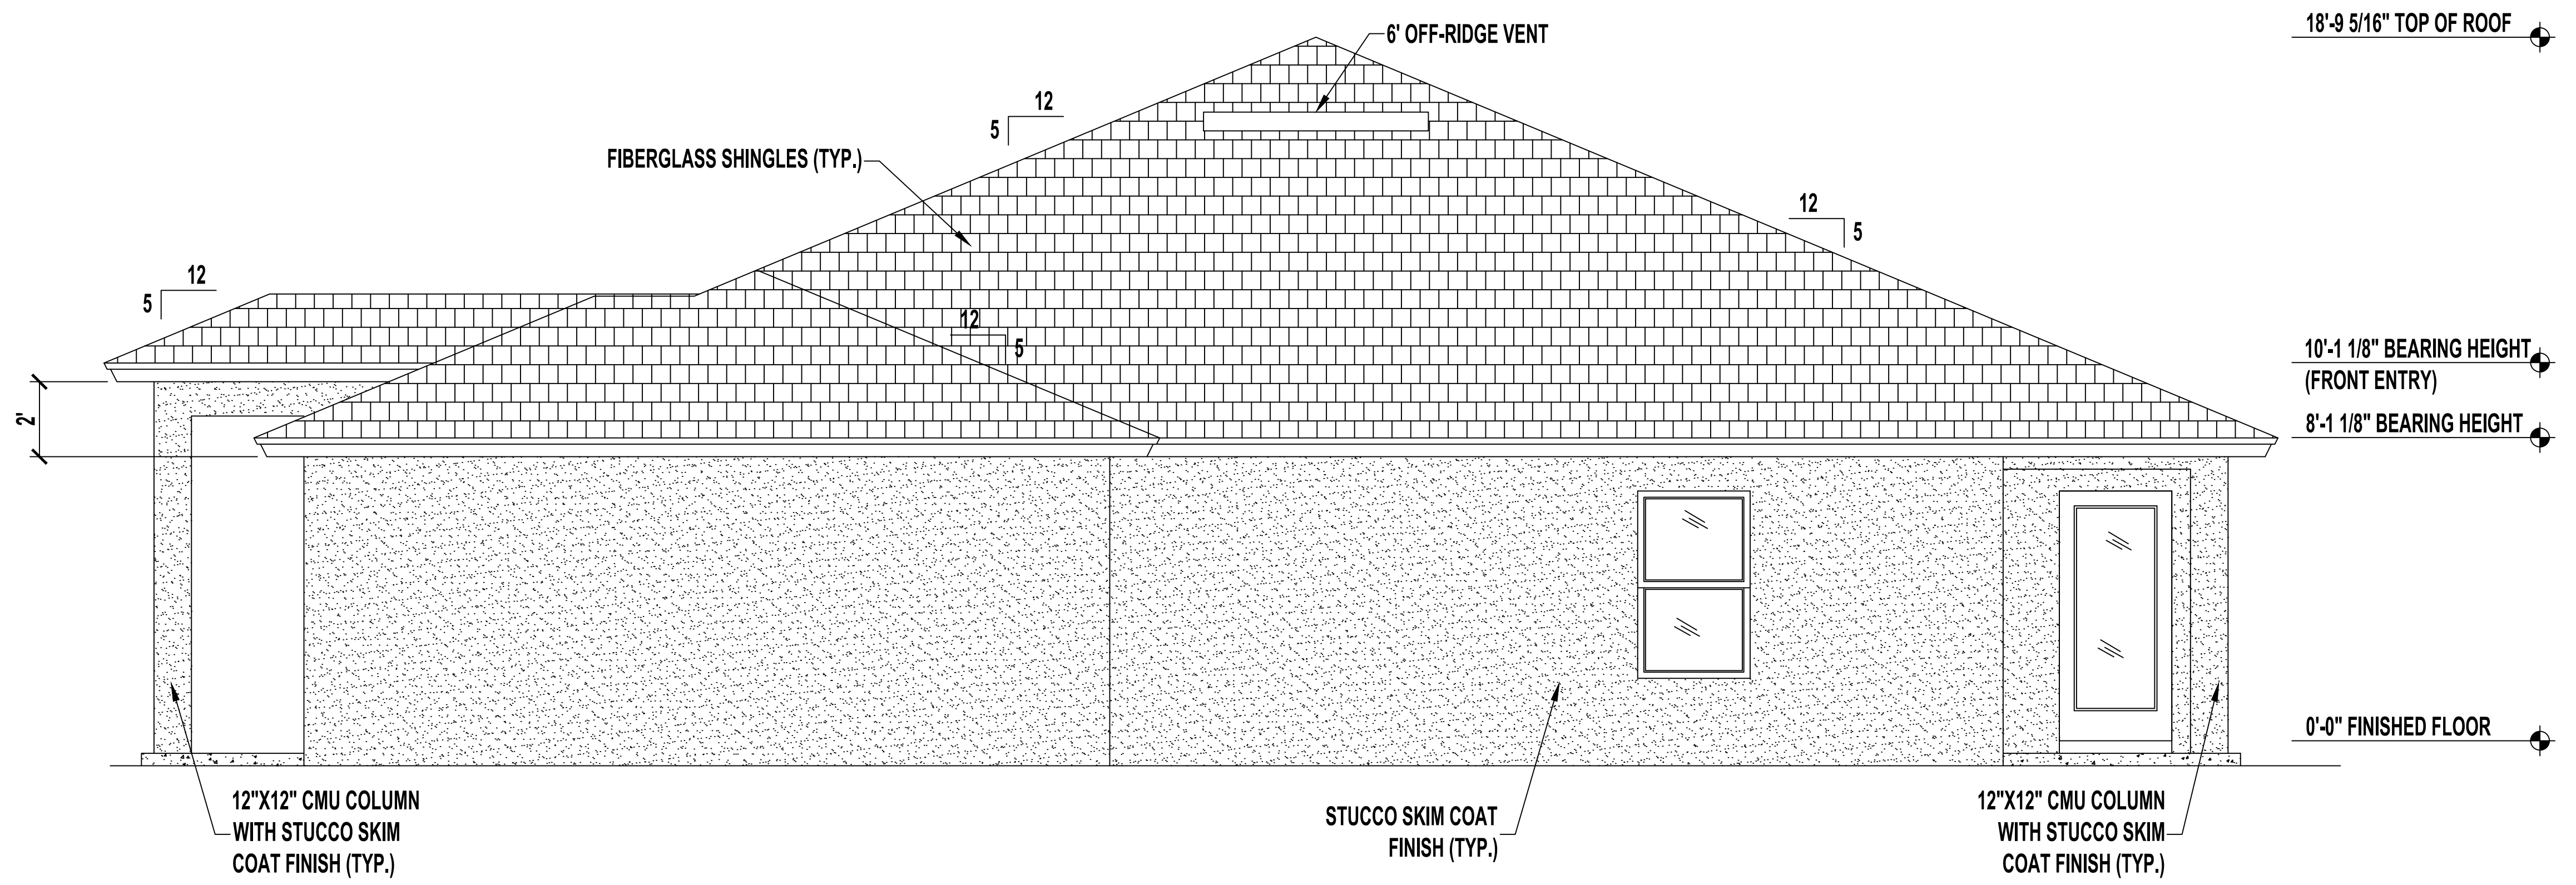 18'-9 5/16" TOP OF ROOF
6' OFF-RIDGE VENT
12
5
FIBERGLASS SHINGLES (TYP.)
12
5
12
5
12
5
10'-1 1/8" BEARING HEIGHT
(FRONT ENTRY)
8'-1 1/8" BEARING HEIGHT
2'
0'-0" FINISHED FLOOR
12"X12" CMU COLUMN
WITH STUCCO SKIM
COAT FINISH (TYP.)
STUCCO SKIM COAT
FINISH (TYP.)
12"X12" CMU COLUMN
WITH STUCCO SKIM
COAT FINISH (TYP.)